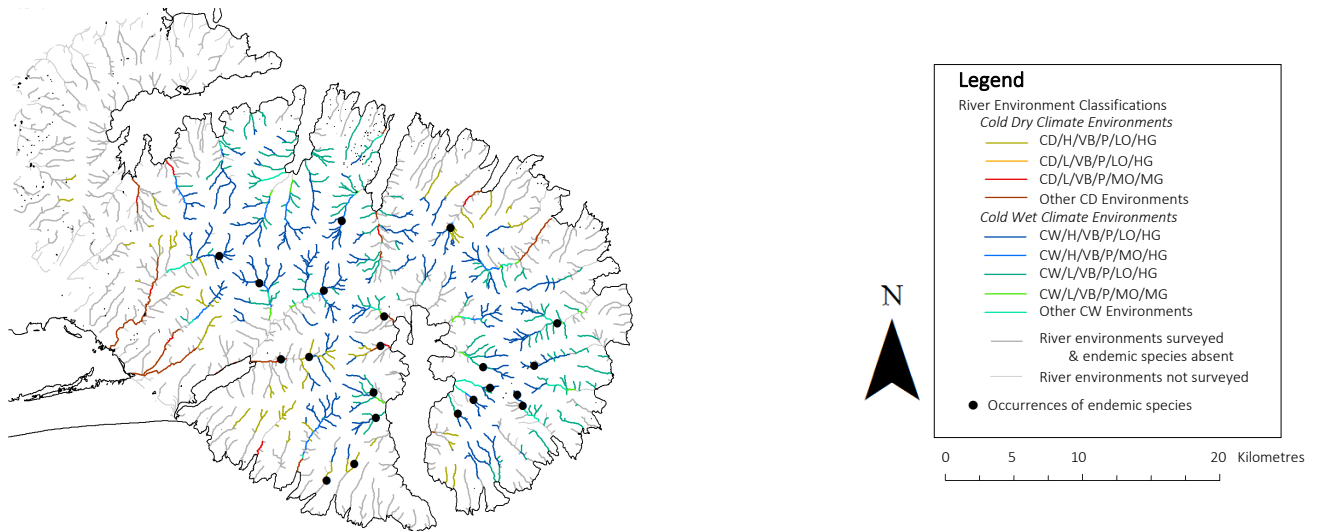 Legend
River Environment Classifications
Cold Dry Climate Environments
CD/H/VB/P/LO/HG
CD/L/VB/P/LO/HG
CD/L/VB/P/MO/MG
Other CD Environments
Cold Wet Climate Environments
CW/H/VB/P/LO/HG
CW/H/VB/P/MO/HG
CW/L/VB/P/LO/HG
CW/L/VB/P/MO/MG
Other CW Environments
River environments surveyed
& endemic species absent
River environments not surveyed
Occurrences of endemic species
N
0 5 10 20 Kilometres